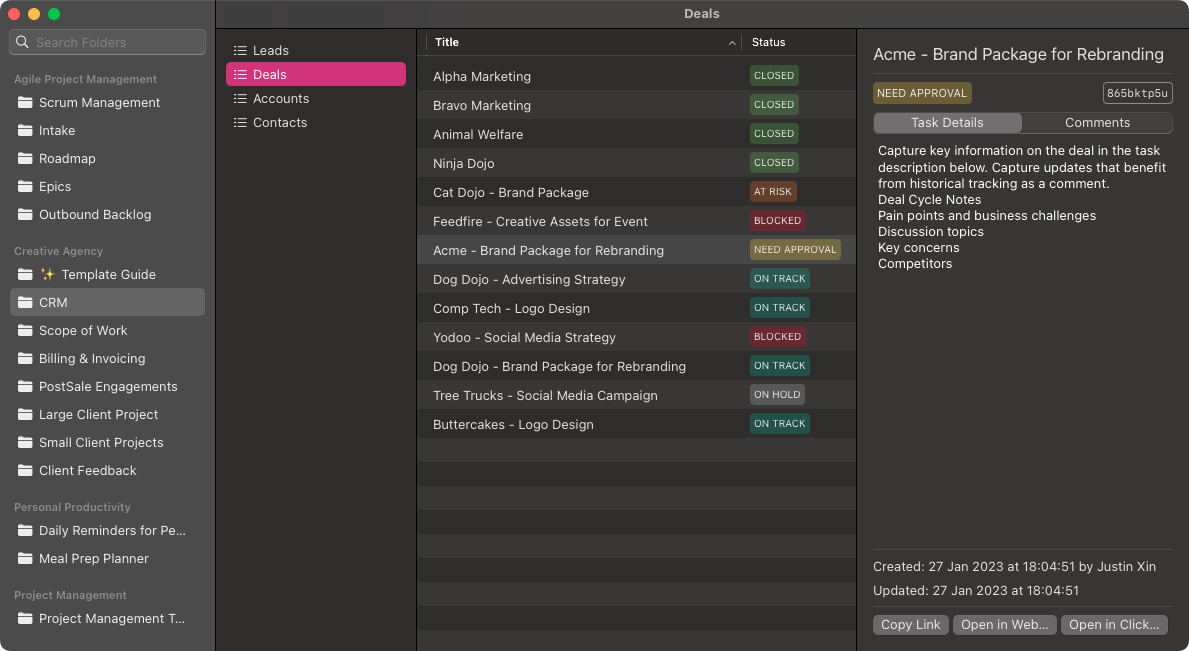 Deals
Search Folders
Agile Project Management
Scrum Management
Intake
Roadmap
Epics
Outbound Backlog
Creative Agency
✨ Template Guide
CRM
Scope of Work
Billing & Invoicing
PostSale Engagements
Large Client Project
Small Client Projects
Client Feedback
Personal Productivity
Daily Reminders for Pe...
Meal Prep Planner
Project Management
Project Management T...
Leads
Deals
Accounts
Contacts
Title Status
Alpha Marketing CLOSED
Bravo Marketing CLOSED
Animal Welfare CLOSED
Ninja Dojo CLOSED
Cat Dojo - Brand Package AT RISK
Feedfire - Creative Assets for Event BLOCKED
Acme - Brand Package for Rebranding NEED APPROVAL
Dog Dojo - Advertising Strategy ON TRACK
Comp Tech - Logo Design ON TRACK
Yodoo - Social Media Strategy BLOCKED
Dog Dojo - Brand Package for Rebranding ON TRACK
Tree Trucks - Social Media Campaign ON HOLD
Buttercakes - Logo Design ON TRACK
Acme - Brand Package for Rebranding
NEED APPROVAL 865bktp5u
Task Details Comments
Capture key information on the deal in the task
description below. Capture updates that benefit
from historical tracking as a comment.
Deal Cycle Notes
Pain points and business challenges
Discussion topics
Key concerns
Competitors
Created: 27 Jan 2023 at 18:04:51 by Justin Xin
Updated: 27 Jan 2023 at 18:04:51
Copy Link Open in Web... Open in Click...